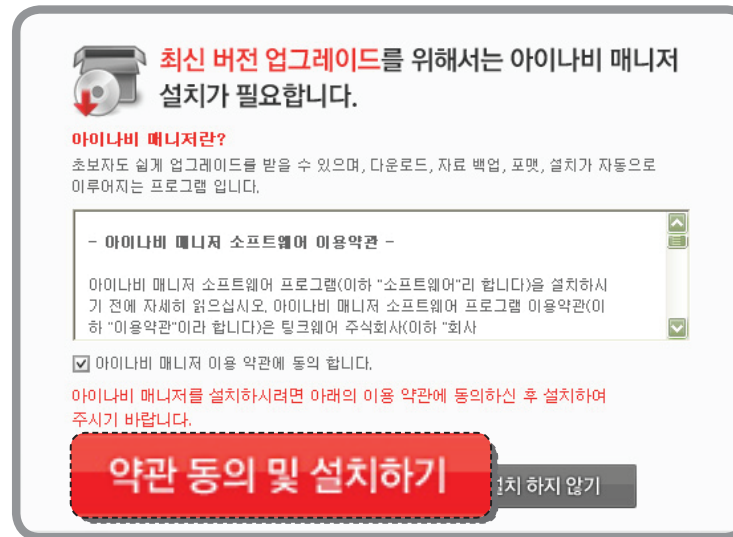 최신 버전 업그레이드를 위해서는 아이나비 매니저
설치가 필요합니다.
아이나비 매니저란?
초보자도 쉽게 업그레이드를 받을 수 있으며, 다운로드, 자료 백업, 포맷, 설치가 자동으로
이루어지는 프로그램 입니다.
- 아이나비 매니저 소프트웨어 이용약관 -
아이나비 매니저 소프트웨어 프로그램(이하 "소프트웨어"리 합니다)을 설치하시
기 전에 자세히 읽으십시오. 아이나비 매니저 소프트웨어 프로그램 이용약관(이
하 "이용약관"이라 합니다)은 팅크웨어 주식회사(이하 "회사
아이나비 매니저 이용 약관에 동의 합니다.
아이나비 매니저를 설치하시려면 아래의 이용 약관에 동의하신 후 설치하여
주시기 바랍니다.
약관 동의 및 설치하기
하지 않기